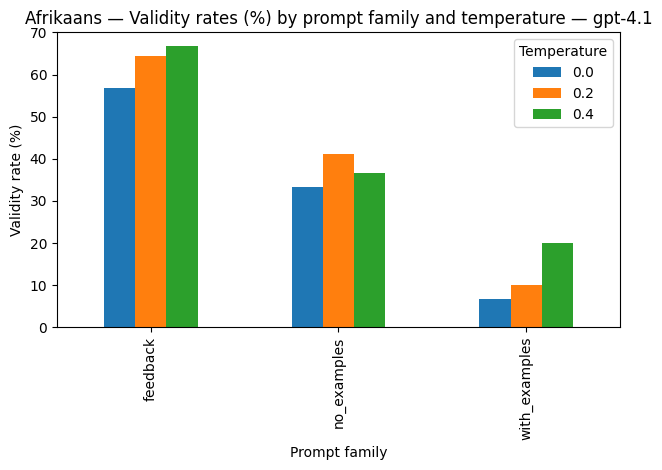 Afrikaans — Validity rates (%) by prompt family and temperature — gpt-4.1
Temperature
0.0
0.2
0.4
Validity rate (%)
70
60
50
40
30
20
10
0
feedback
no_examples
with_examples
Prompt family